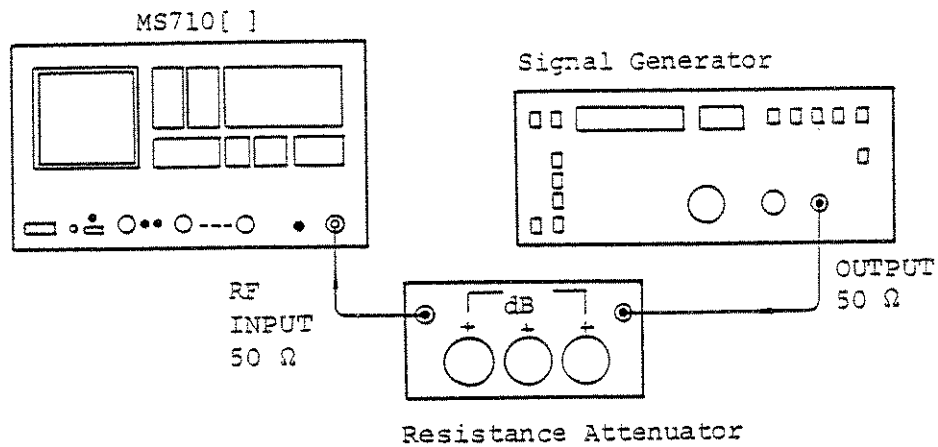 MS710[ ]
Signal Generator
RF
INPUT
50 Ω
dB
+ + -
OUTPUT
50 Ω
Resistance Attenuator